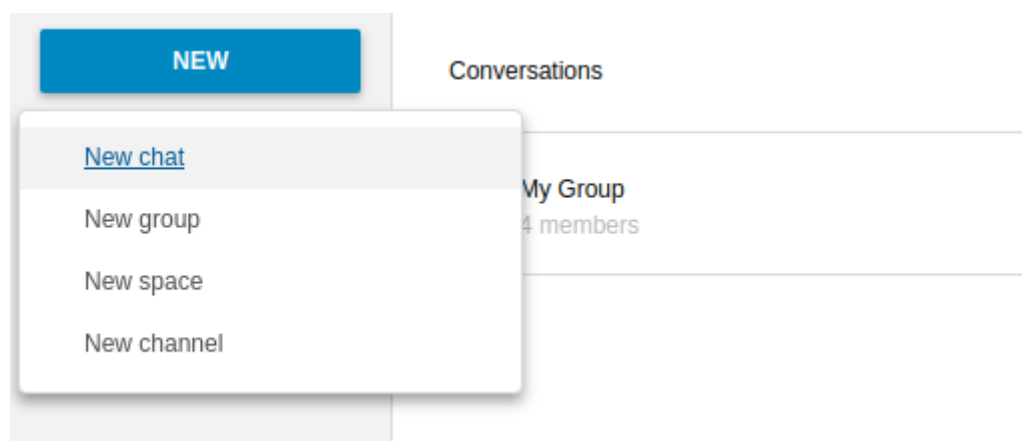 NEW
New chat
New group
New space
New channel
Conversations
My Group
4 members